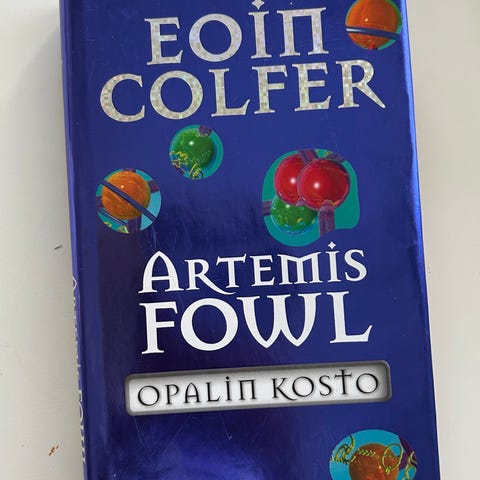 EOIN
COLFER
ARTEMIS
FOWL
OPALIN KOSTO